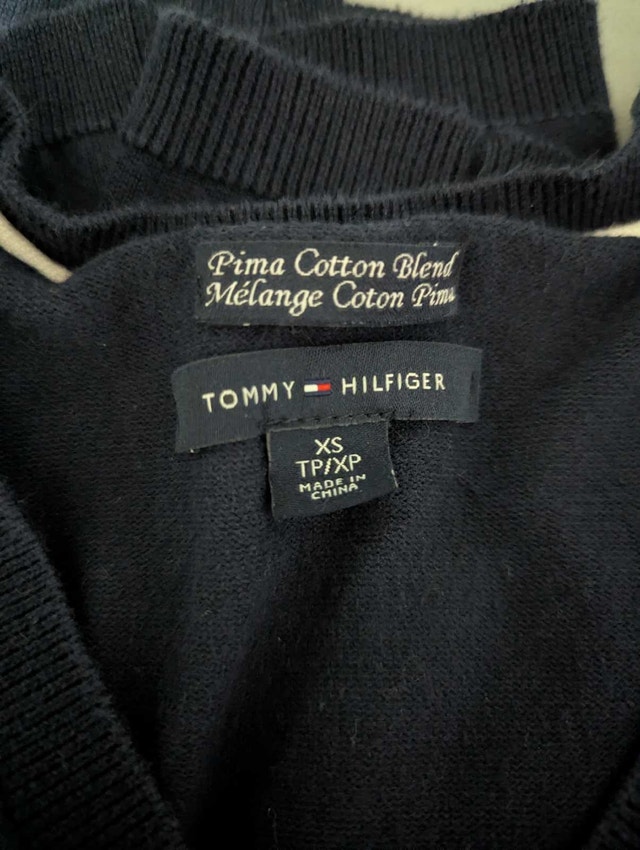 Pima Cotton Blend
Mélange Coton Pima
TOMMY HILFIGER
XS
TP/XP
MADE IN
CHINA